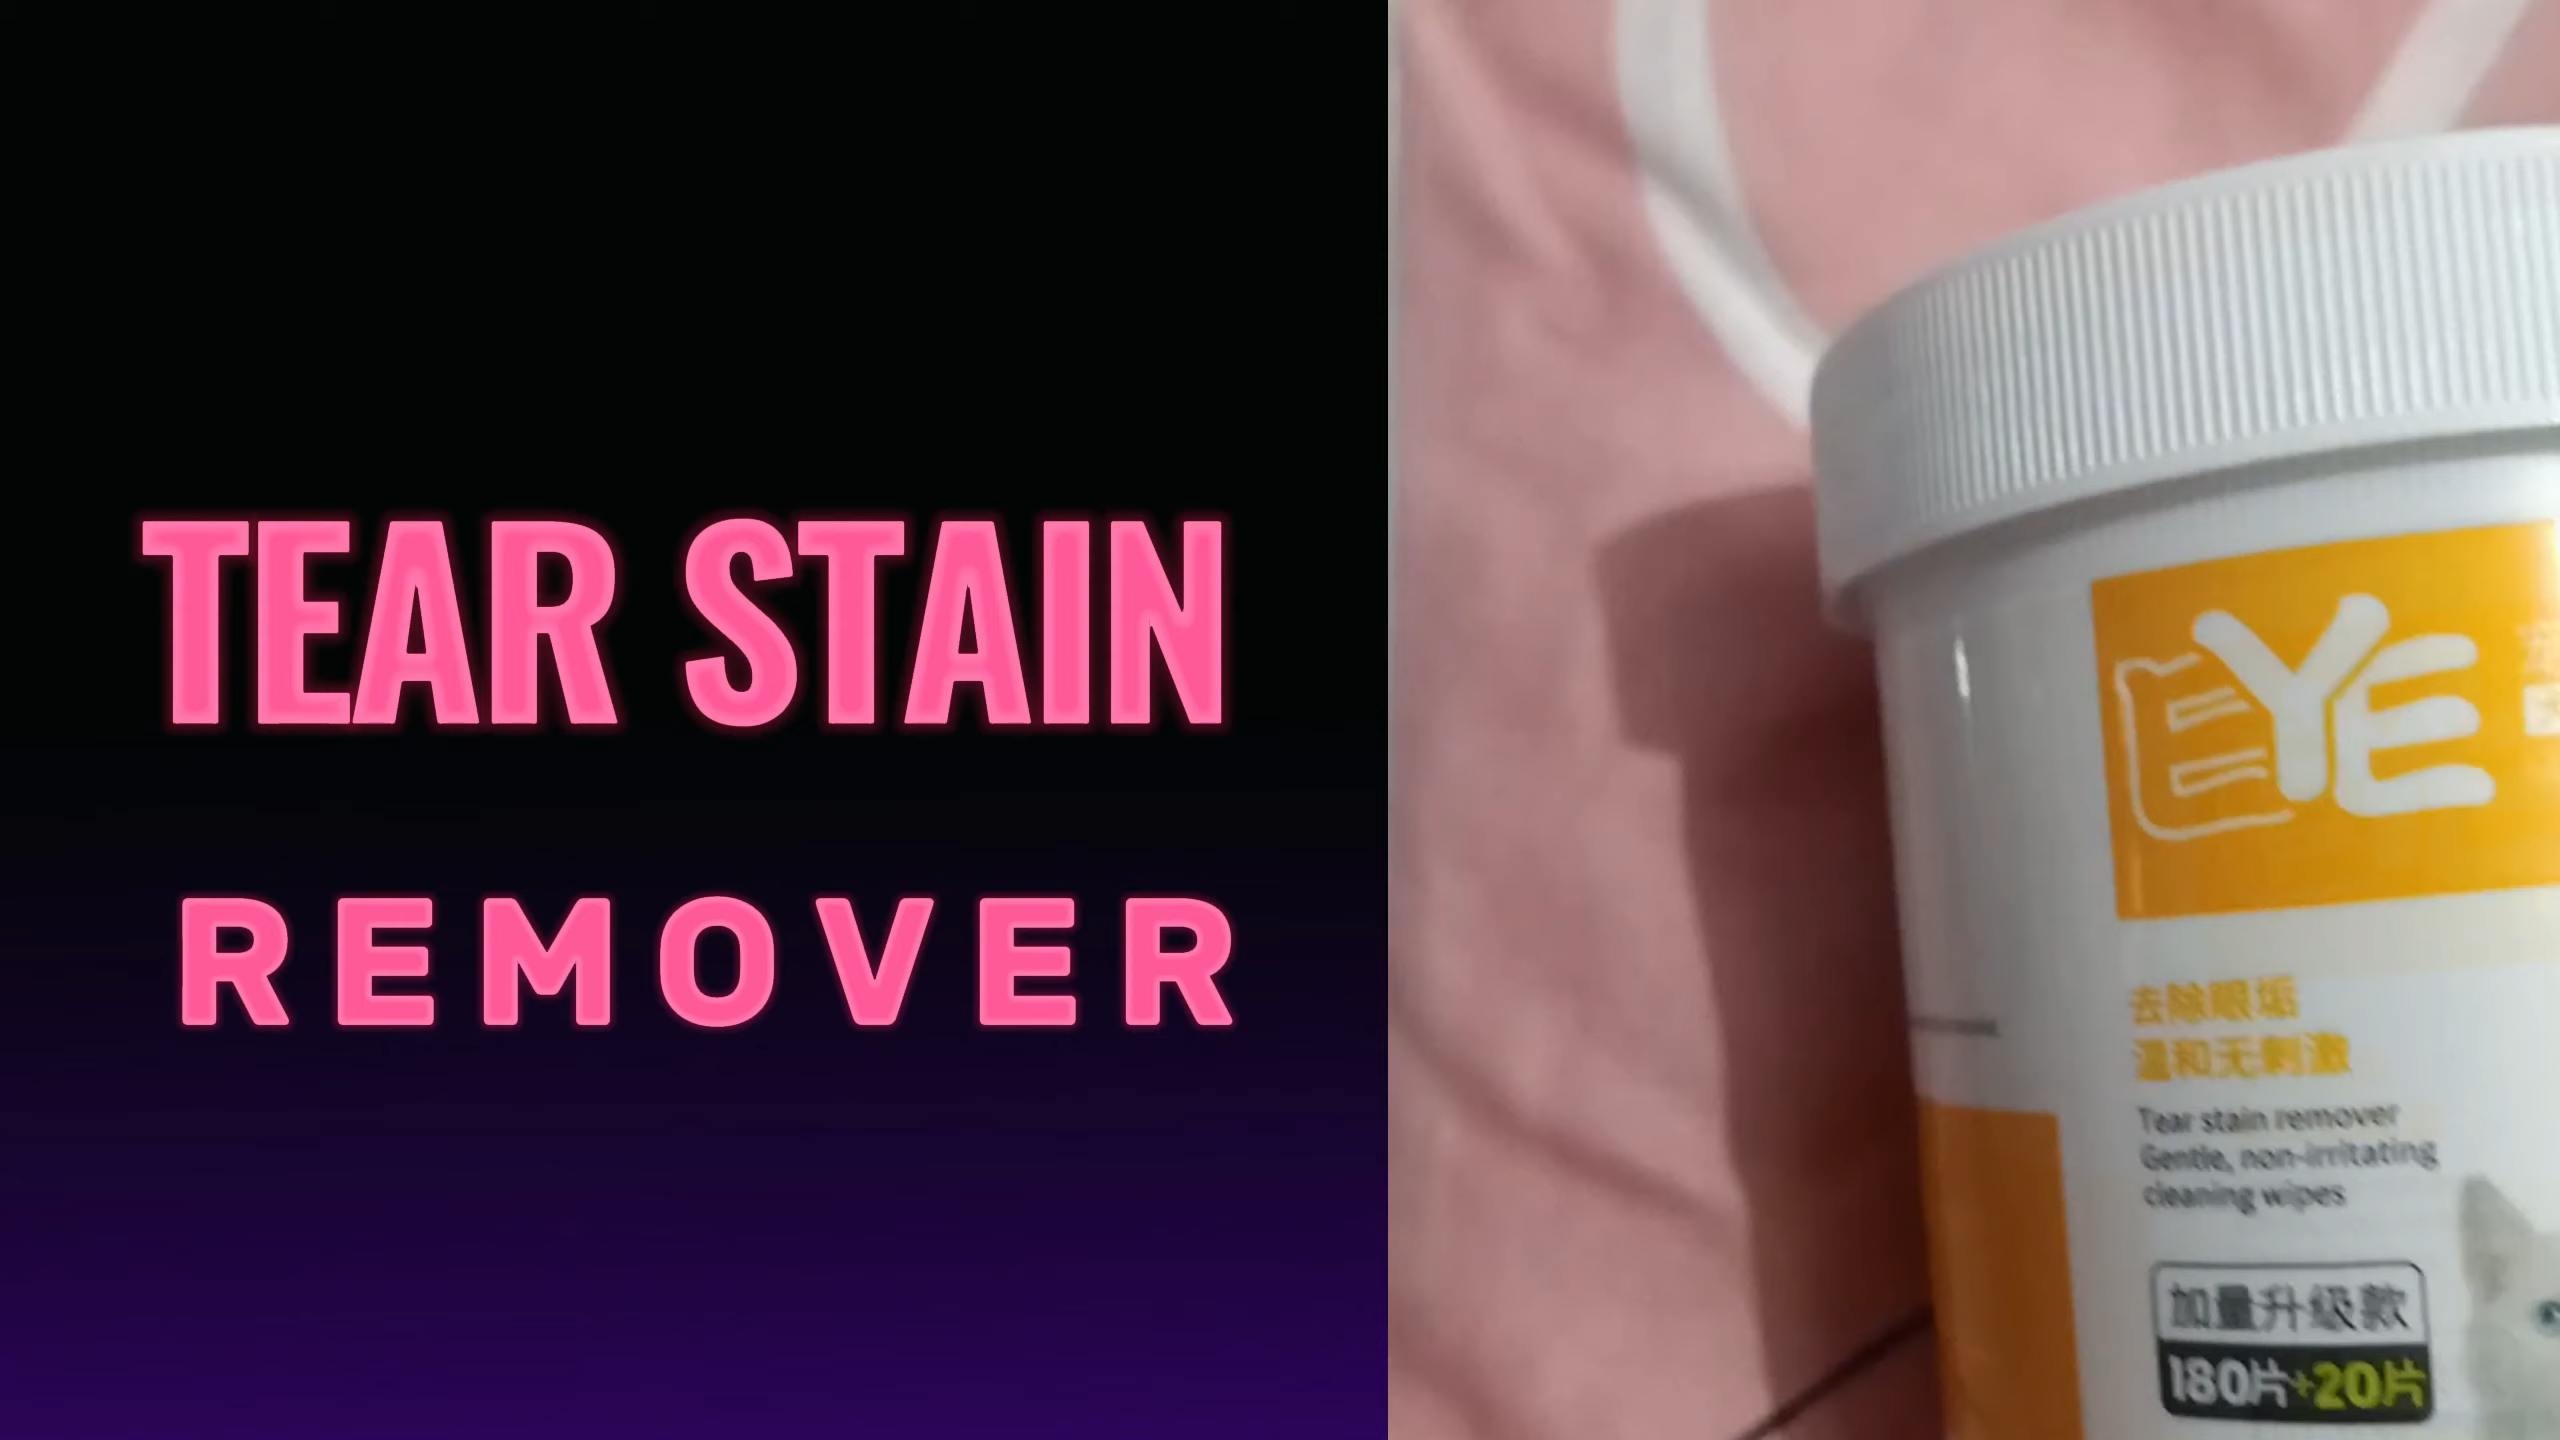 TEAR STAIN
REMOVER
EYE
去除眼垢
温和无刺激
Tear stain remover
Gentle, non-irritating
cleaning wipes
加量升级款
180片+20片